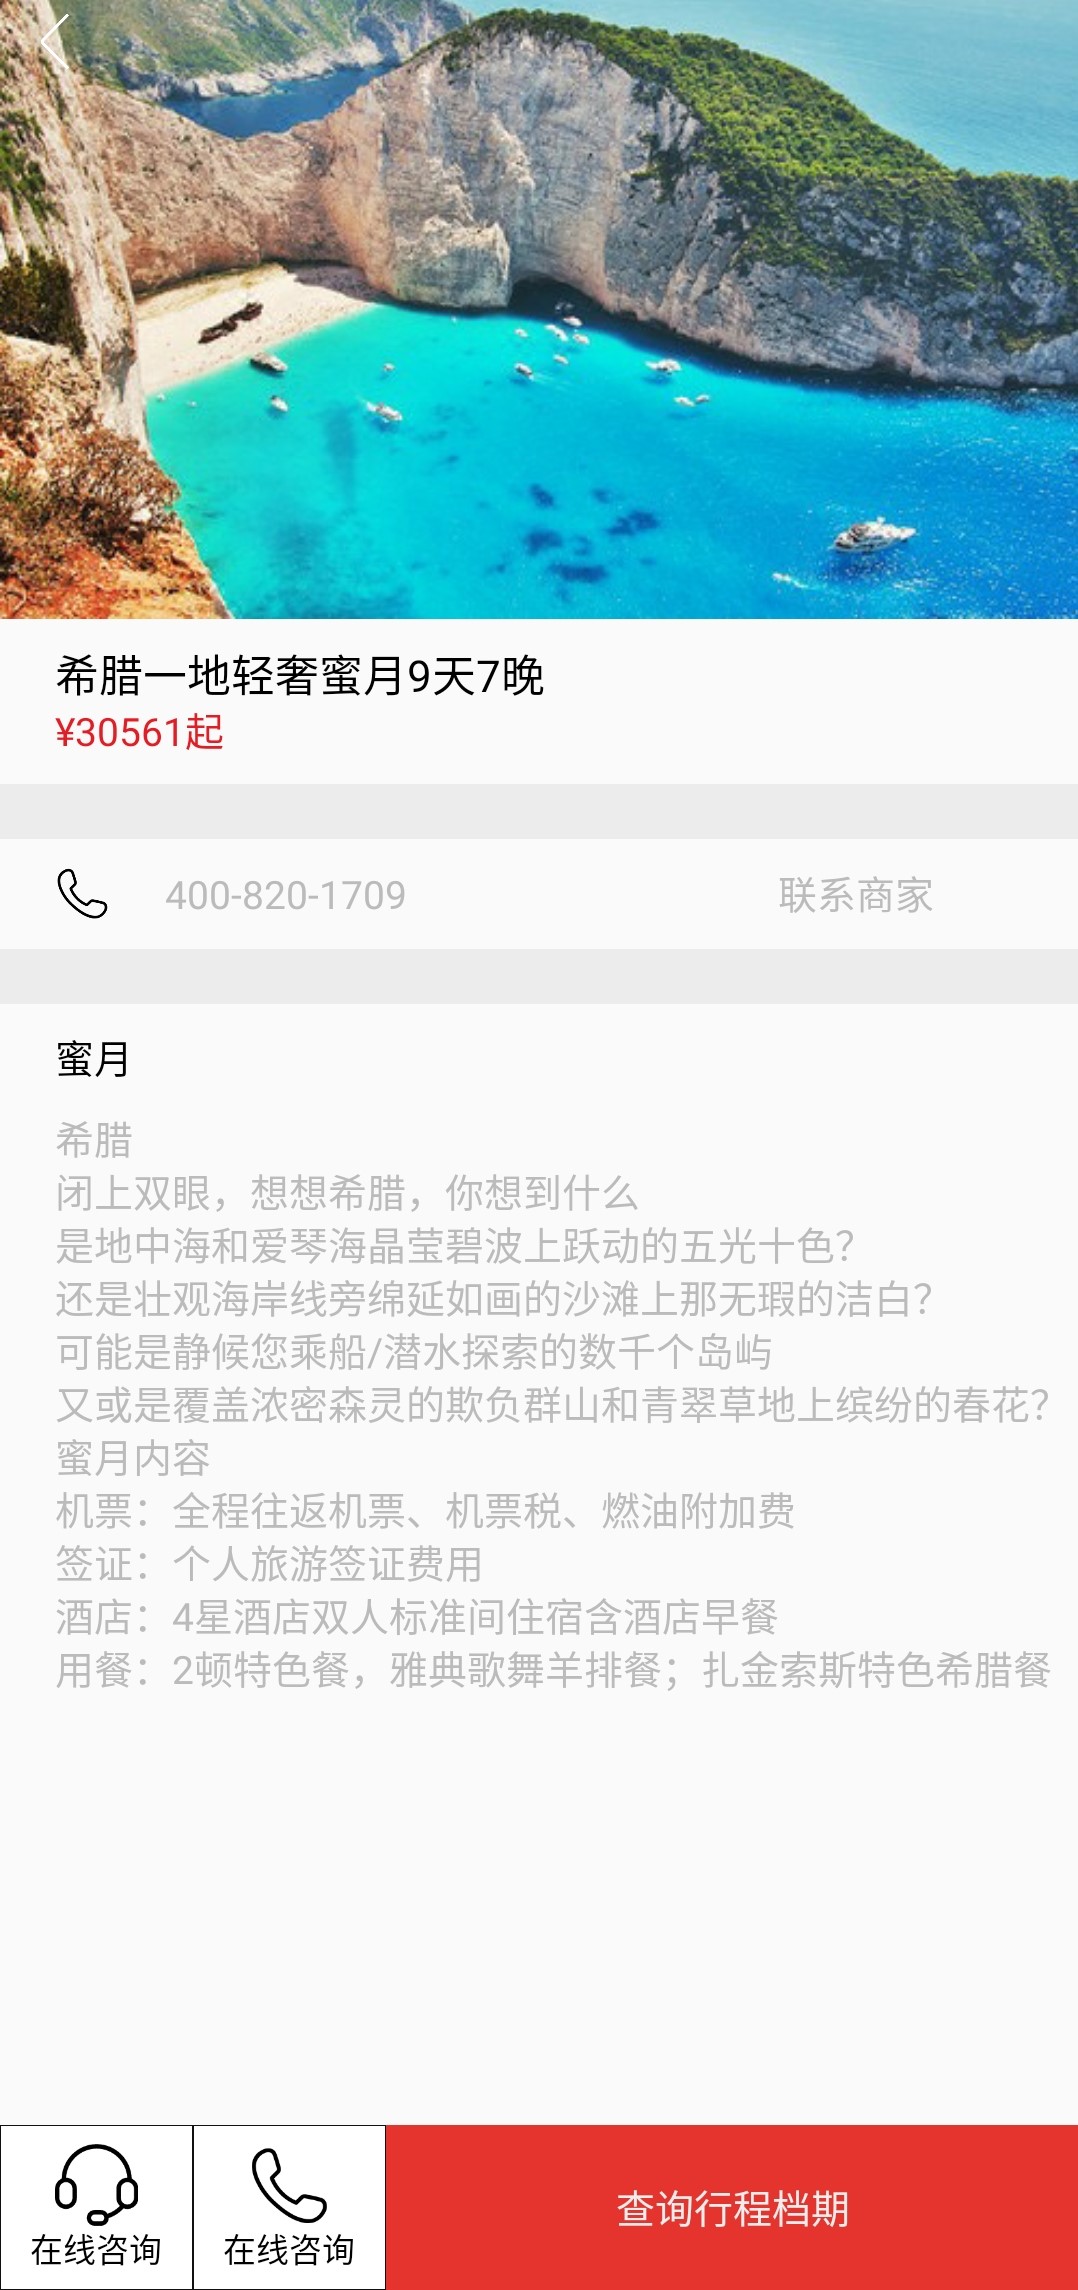 希腊一地轻奢蜜月9天7晚
¥30561起
400-820-1709 联系商家
蜜月
希腊
闭上双眼，想想希腊，你想到什么
是地中海和爱琴海晶莹碧波上跃动的五光十色？
还是壮观海岸线旁绵延如画的沙滩上那无瑕的洁白？
可能是静候您乘船/潜水探索的数千个岛屿
又或是覆盖浓密森灵的欺负群山和青翠草地上缤纷的春花？
蜜月内容
机票：全程往返机票、机票税、燃油附加费
签证：个人旅游签证费用
酒店：4星酒店双人标准间住宿含酒店早餐
用餐：2顿特色餐，雅典歌舞羊排餐；扎金索斯特色希腊餐
在线咨询 在线咨询 查询行程档期